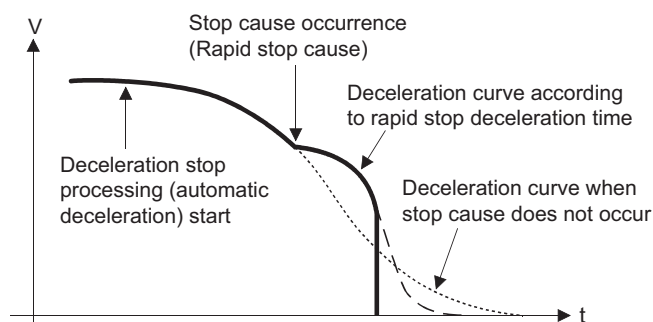 V
Stop cause occurrence
(Rapid stop cause)
Deceleration curve according
to rapid stop deceleration time
Deceleration stop
processing (automatic
deceleration) start
Deceleration curve when
stop cause does not occur
t